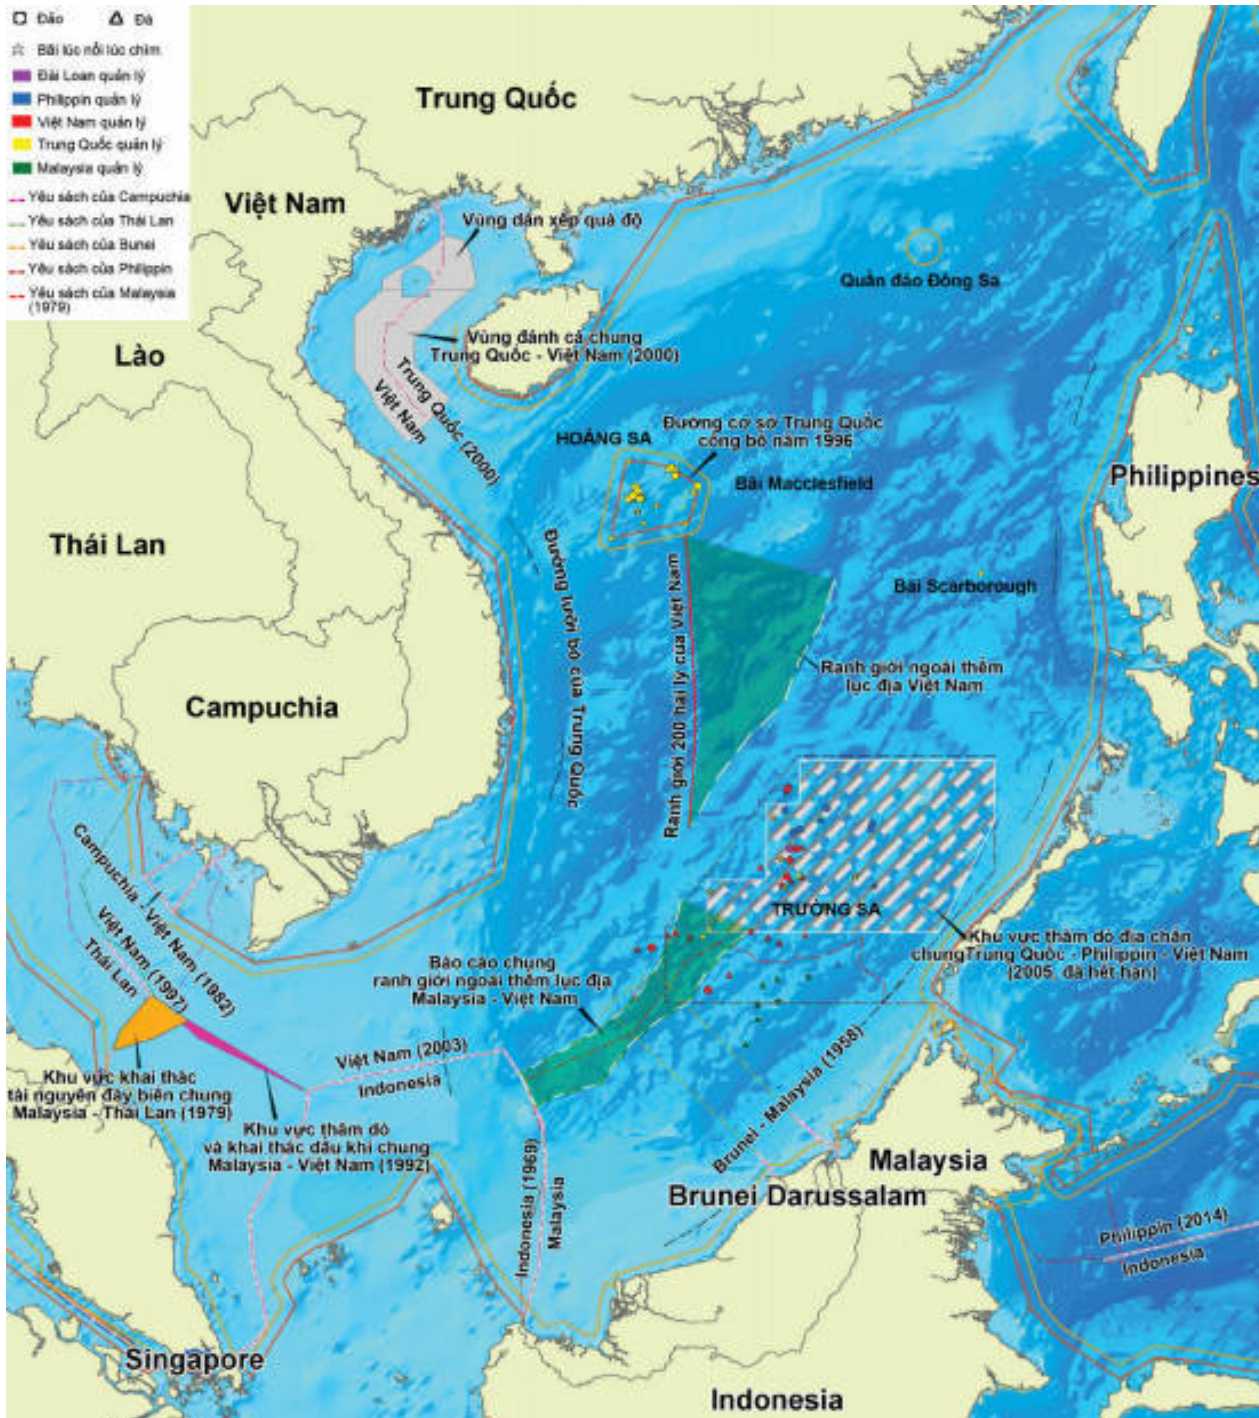 Đảo
Đá
Bãi lúc nổi lúc chìm
Đài Loan quản lý
Philippin quản lý
Việt Nam quản lý
Trung Quốc quản lý
Malaysia quản lý
Yêu sách của Campuchia
Yêu sách của Thái Lan
Yêu sách của Bunei
Yêu sách của Philippin
Yêu sách của Malaysia
(1979)
Trung Quốc
Việt Nam
Vùng dàn xếp quá độ
Quần đảo Đông Sa
Vùng đánh cá chung
Trung Quốc - Việt Nam (2000)
Lào
Trung Quốc (2000)
Việt Nam
HOÀNG SA
Đường cơ sở Trung Quốc
công bố năm 1996
Bãi Macclesfield
Philippines
Thái Lan
Đường lưỡi bò của Trung Quốc
Ranh giới 200 hải lý của Việt Nam
Bãi Scarborough
Ranh giới ngoài thềm
lục địa Việt Nam
Campuchia
Campuchia - Việt Nam (1982)
Việt Nam (1997)
Thái Lan
TRƯỜNG SA
Khu vực thăm dò địa chấn
chungTrung Quốc - Philippin - Việt Nam
(2005, đã hết hạn)
Báo cáo chung
ranh giới ngoài thềm lục địa
Malaysia - Việt Nam
Việt Nam (2003)
Indonesia
Khu vực khai thác
tài nguyên đáy biển chung
Malaysia - Thái Lan (1979)
Khu vực thăm dò
và khai thác dầu khí chung
Malaysia - Việt Nam (1992)
Brunei - Malaysia (1958)
Indonesia (1969)
Malaysia
Malaysia
Brunei Darussalam
Philippin (2014)
Indonesia
Singapore
Indonesia